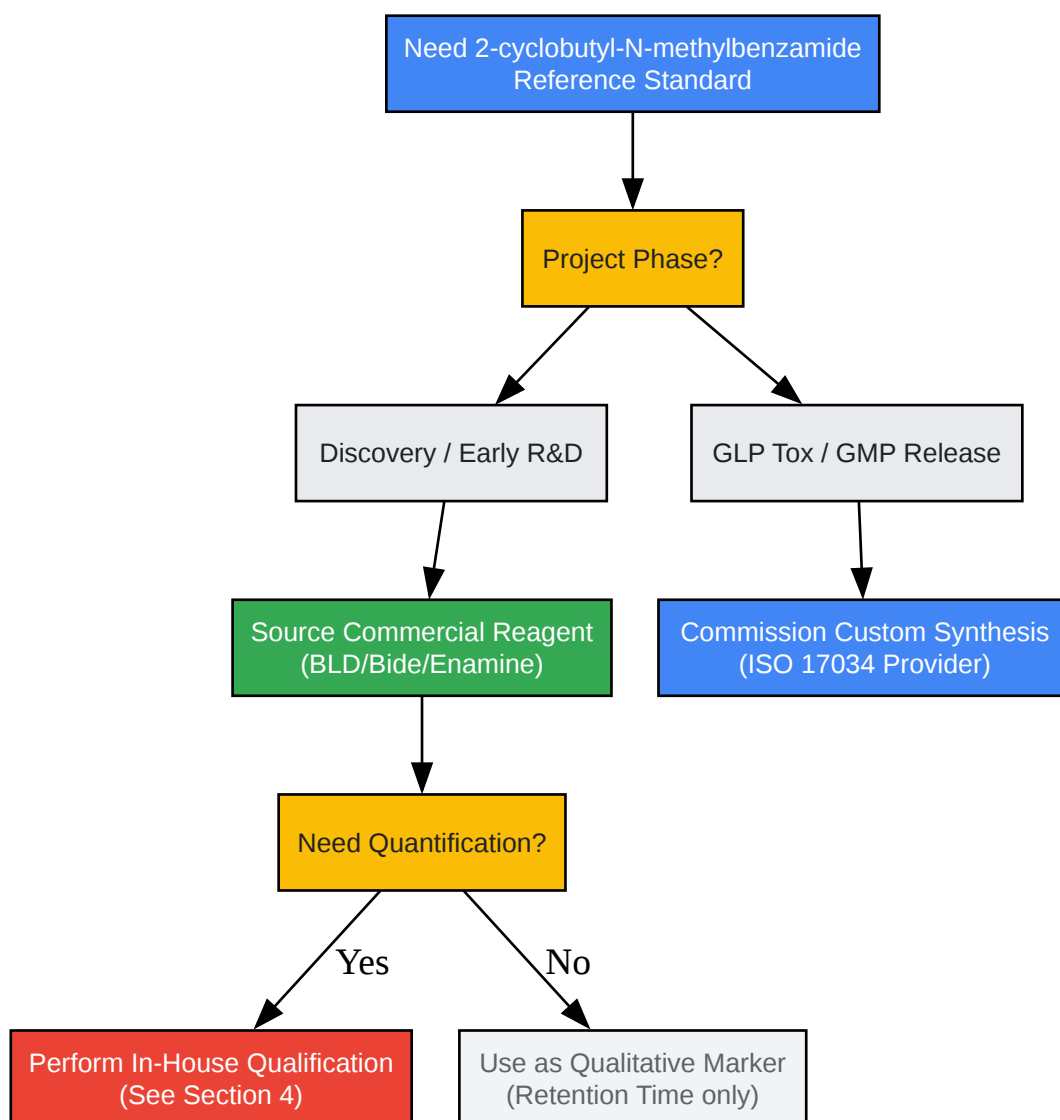 Need 2-cyclobutyl-N-methylbenzamide
Reference Standard
Project Phase?
Discovery / Early R&D
GLP Tox / GMP Release
Source Commercial Reagent
(BLD/Bide/Enamine)
Commission Custom Synthesis
(ISO 17034 Provider)
Need Quantification?
Yes
No
Perform In-House Qualification
(See Section 4)
Use as Qualitative Marker
(Retention Time only)